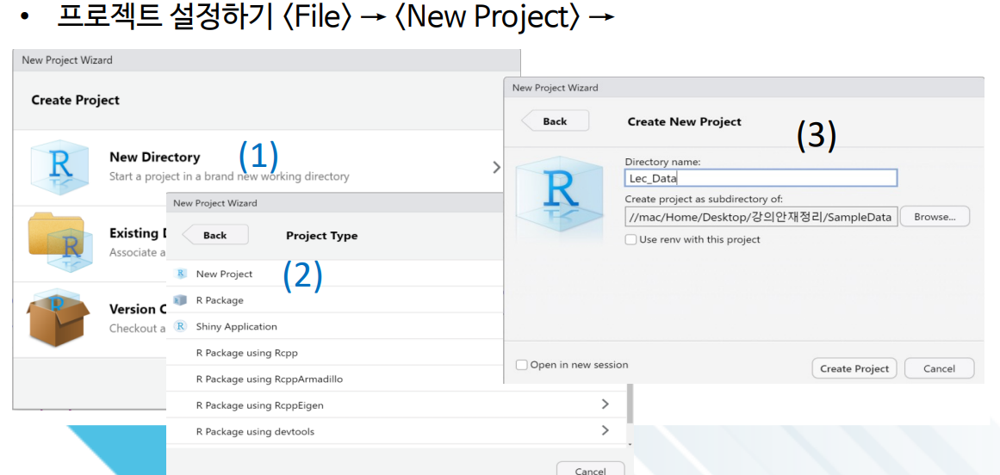 • 프로젝트 설정하기 〈File〉 → 〈New Project〉 →
New Project Wizard
Create Project
New Directory
(1)
Start a project in a brand new working directory
Existing D
Associate a
Version C
Checkout a
New Project Wizard
Back
Project Type
New Project
(2)
R Package
Shiny Application
R Package using Rcpp
R Package using RcppArmadillo
R Package using RcppEigen
R Package using devtools
Cancel
New Project Wizard
Back
Create New Project
(3)
Directory name:
Lec_Data
Create project as subdirectory of:
//mac/Home/Desktop/강의안재정리/SampleData
Browse...
Use renv with this project
Open in new session
Create Project
Cancel